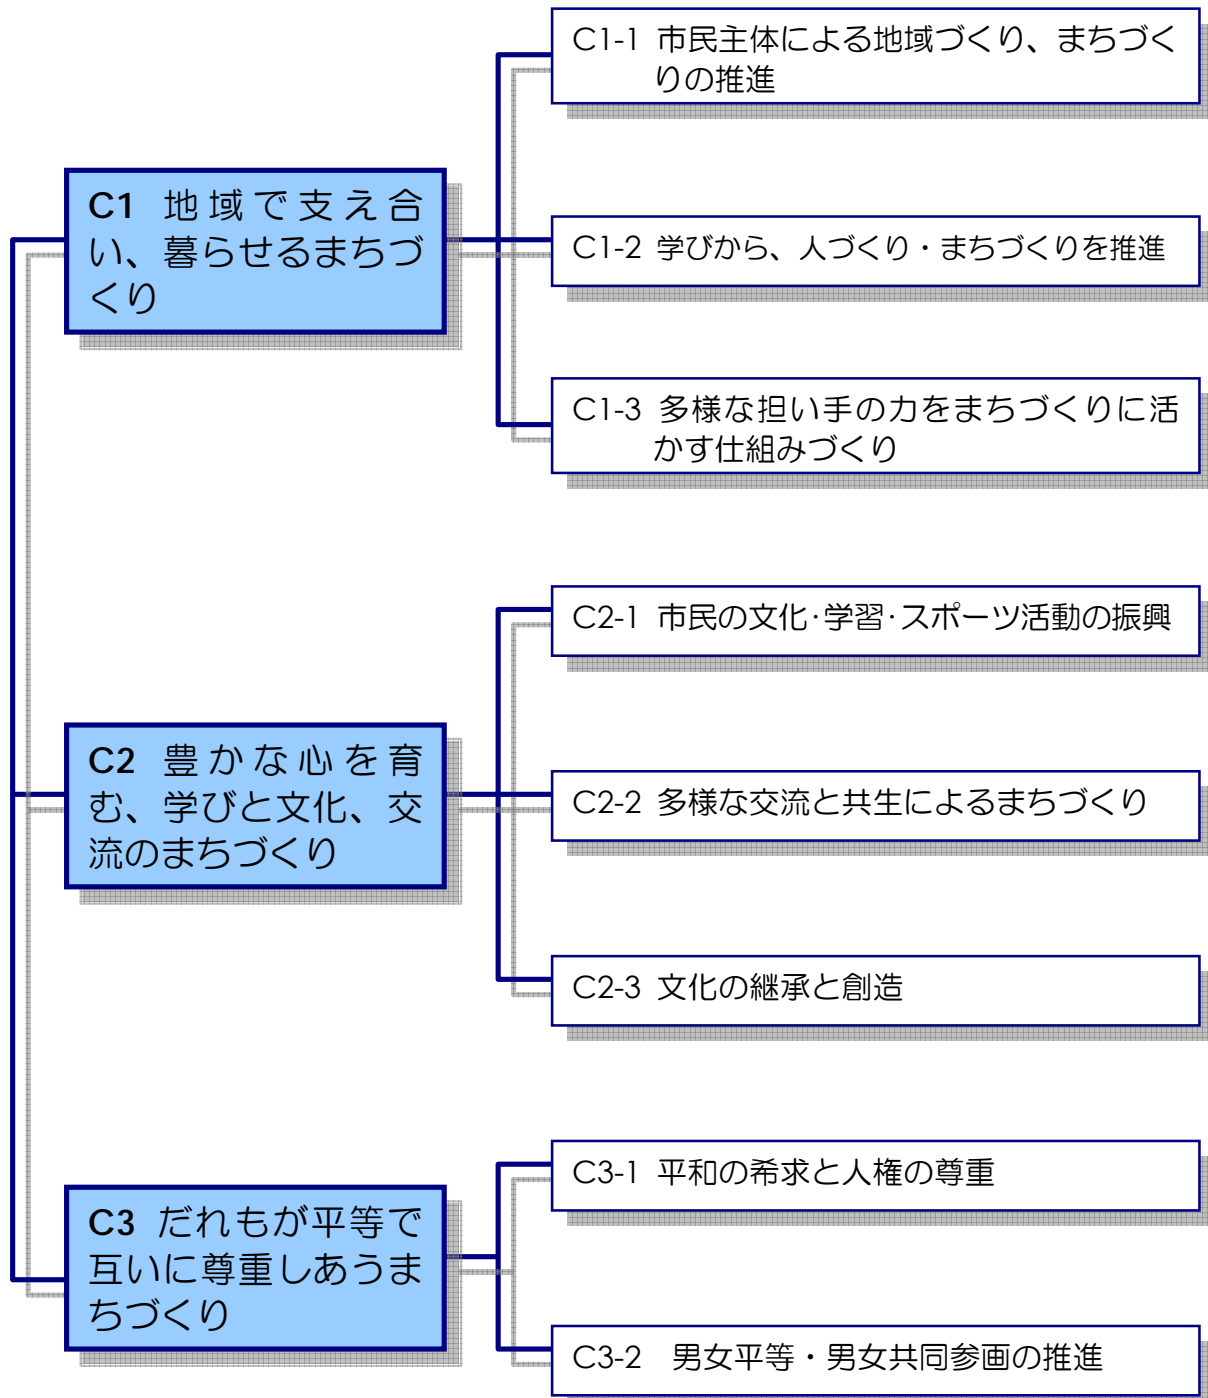 C1-1 市民主体による地域づくり、まちづく
りの推進
C1 地域で支え合
い、暮らせるまちづ
くり
C1-2 学びから、人づくり・まちづくりを推進
C1-3 多様な担い手の力をまちづくりに活
かす仕組みづくり
C2-1 市民の文化・学習・スポーツ活動の振興
C2 豊かな心を育
む、学びと文化、交
流のまちづくり
C2-2 多様な交流と共生によるまちづくり
C2-3 文化の継承と創造
C3-1 平和の希求と人権の尊重
C3 だれもが平等で
互いに尊重しあうま
ちづくり
C3-2 男女平等・男女共同参画の推進